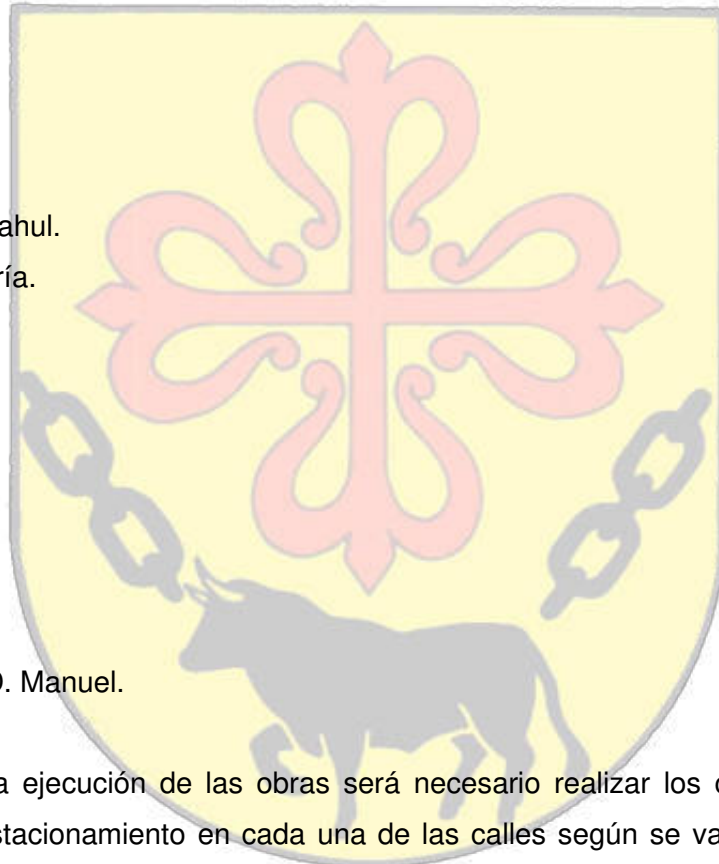 ahul.
ría.
. Manuel.
a ejecución de las obras será necesario realizar los
stacionamiento en cada una de las calles según se va